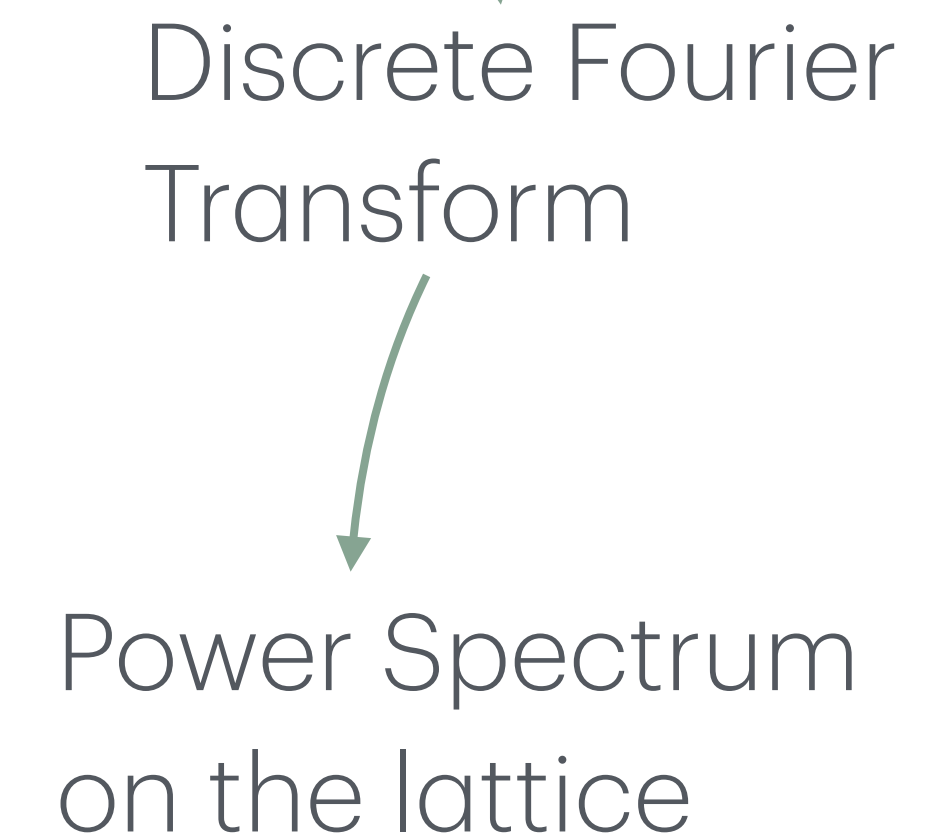 Discrete Fourier
Transform
Power Spectrum
on the lattice